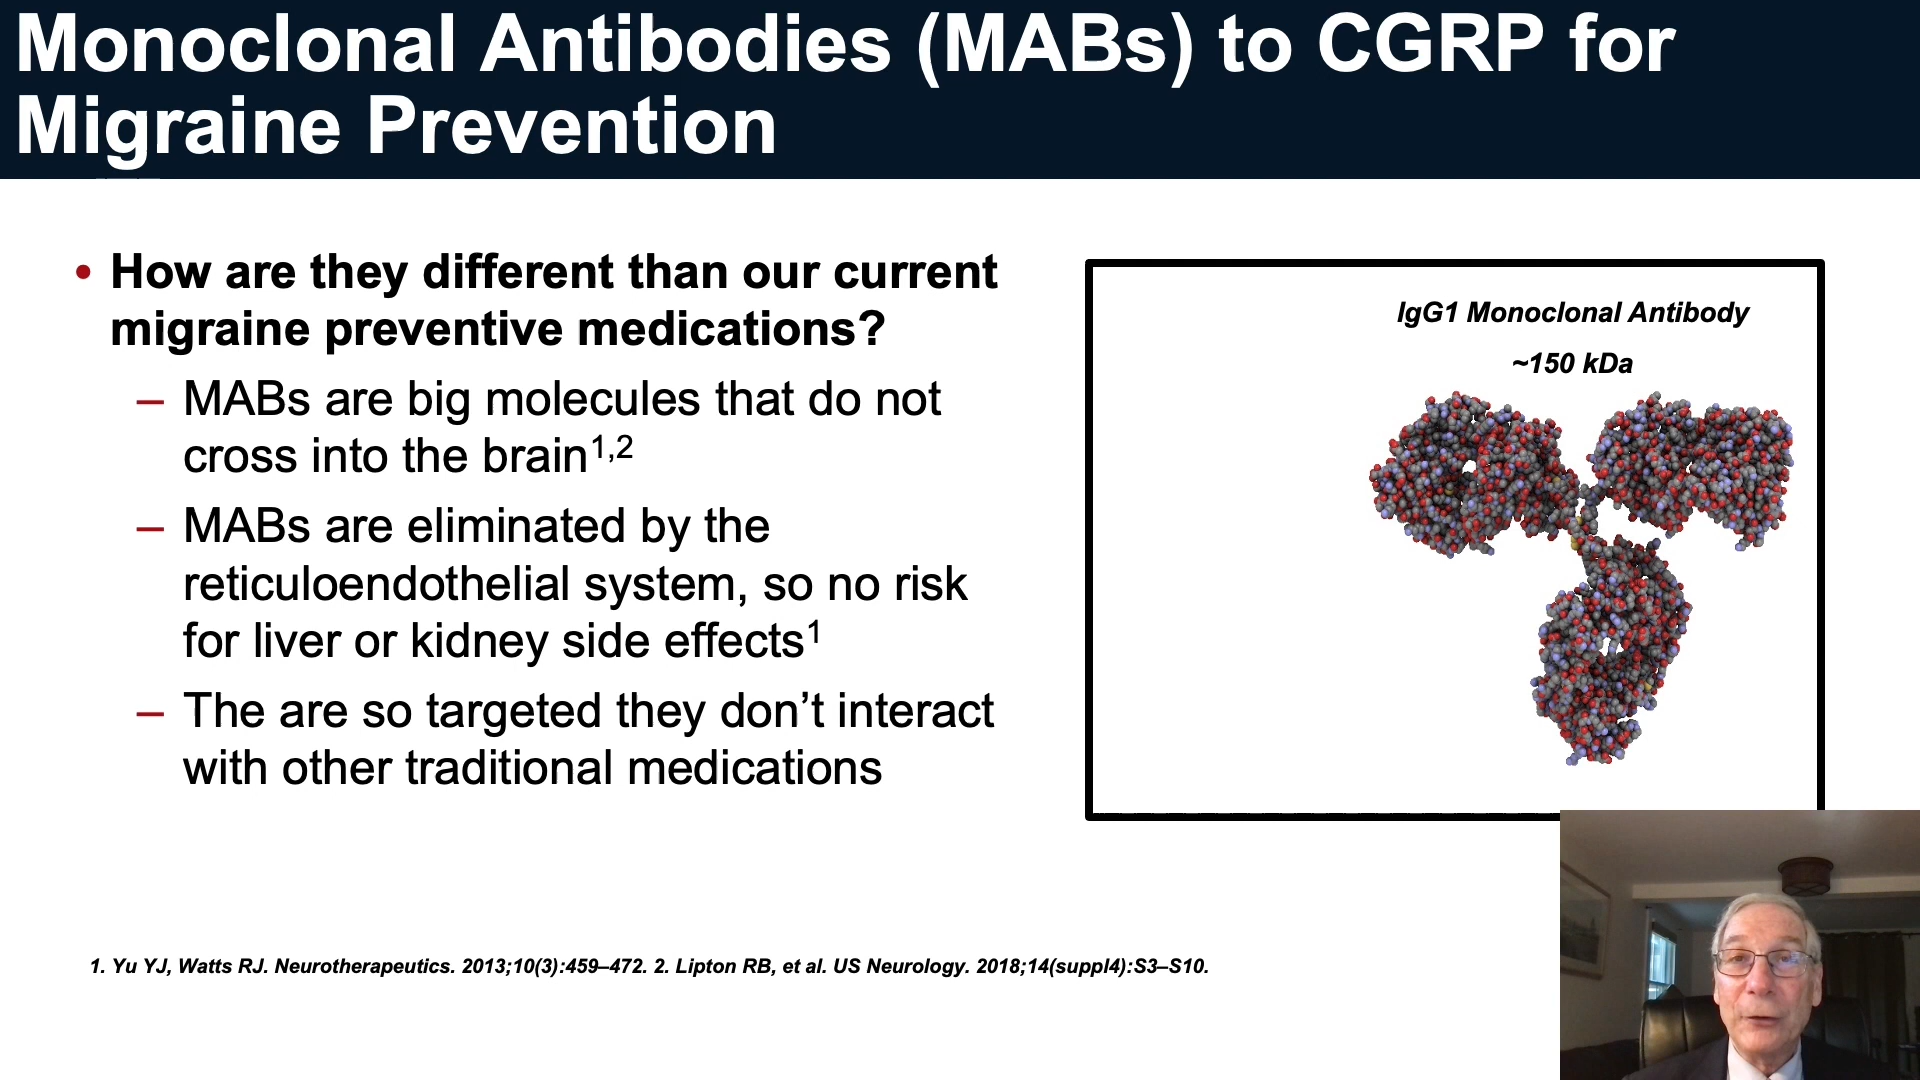 Monoclonal Antibodies (MABs) to CGRP for
Migraine Prevention
• How are they different than our current
migraine preventive medications?
– MABs are big molecules that do not
cross into the brain1,2
– MABs are eliminated by the
reticuloendothelial system, so no risk
for liver or kidney side effects1
– The are so targeted they don’t interact
with other traditional medications
IgG1 Monoclonal Antibody
~150 kDa
1. Yu YJ, Watts RJ. Neurotherapeutics. 2013;10(3):459–472. 2. Lipton RB, et al. US Neurology. 2018;14(suppl4):S3–S10.